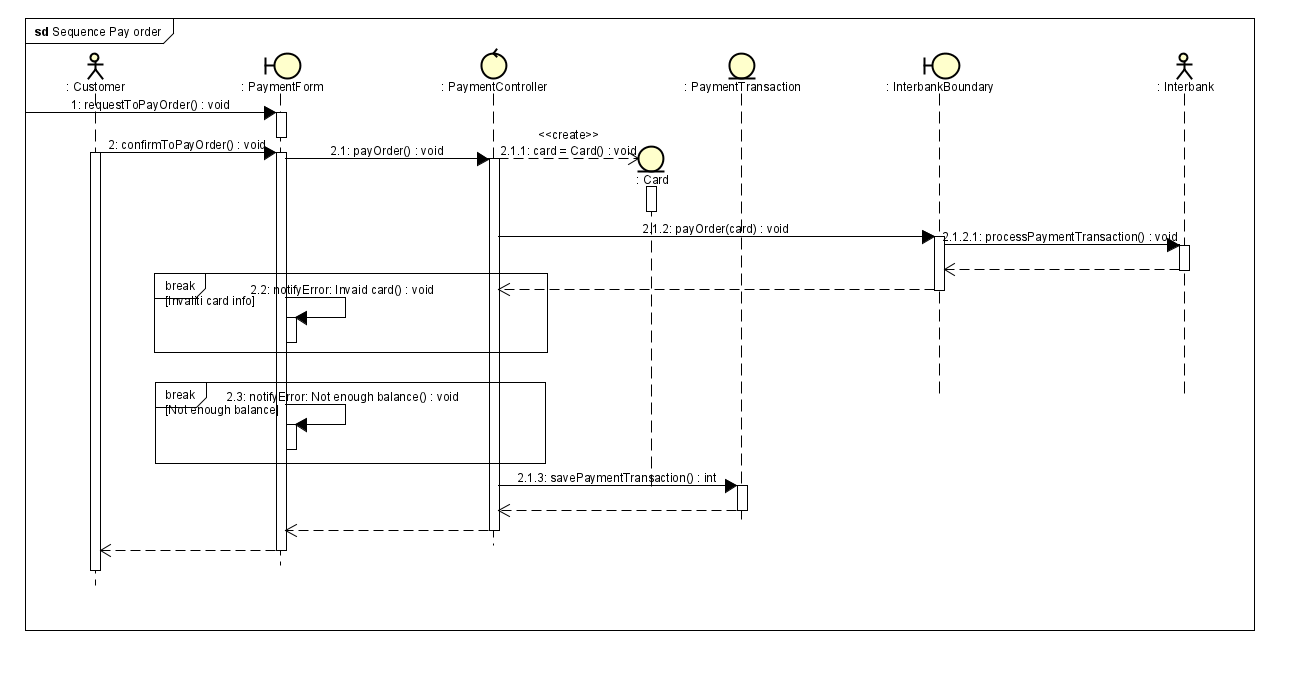 sd Sequence Pay order
: Customer
: PaymentForm
: PaymentController
: PaymentTransaction
: InterbankBoundary
: Interbank
1: requestToPayOrder() : void
<<create>>
2: confirmToPayOrder() : void
2.1: payOrder() : void
2.1.1: card = Card() : void
: Card
2.1.2: payOrder(card) : void
2.1.2.1: processPaymentTransaction() : void
break
2.2: notifyError: Invaid card() : void
[Invaliti card info]
break
2.3: notifyError: Not enough balance() : void
[Not enough balance]
2.1.3: savePaymentTransaction() : int